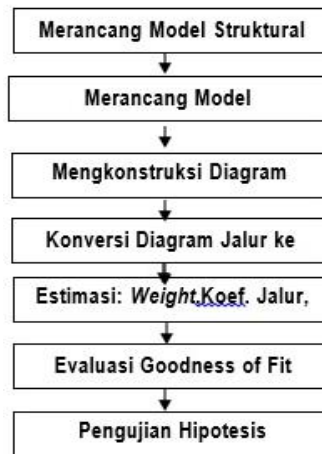 Merancang Model Struktural
Merancang Model
Mengkonstruksi Diagram
Konversi Diagram Jalur ke
Estimasi: Weight,Koef. Jalur,
Evaluasi Goodness of Fit
Pengujian Hipotesis